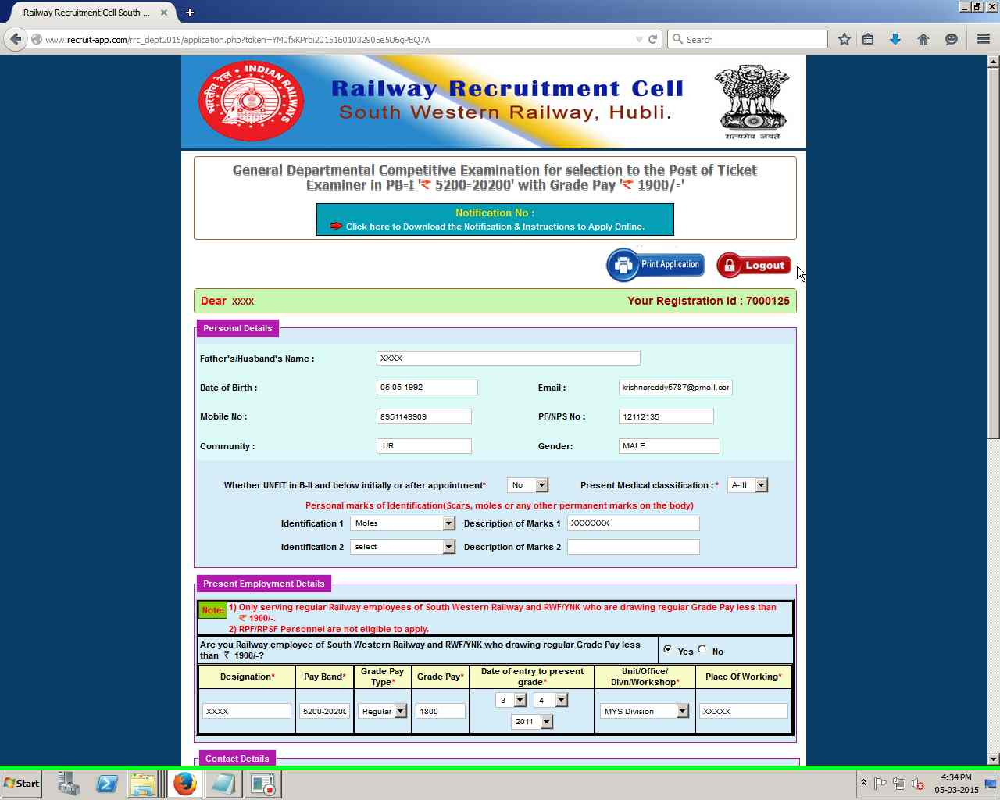 - Railway Recruitment Cell South ...
www.recruit-app.com/rrc_dept2015/application.php?token=YM0fxKPrbi20151601032905e5U6qPEQ7A
Search
भारतीय रेल INDIAN RAILWAYS
Railway Recruitment Cell
South Western Railway, Hubli.
सत्यमेव जयते
General Departmental Competitive Examination for selection to the Post of Ticket
Examiner in PB-I '₹ 5200-20200' with Grade Pay '₹ 1900/-'
Notification No :
Click here to Download the Notification & Instructions to Apply Online.
Print Application
Logout
Dear XXXX
Your Registration Id : 7000125
Personal Details
Father's/Husband's Name : XXXX
Date of Birth : 05-05-1992 Email : krishnareddy5787@gmail.cor
Mobile No : 8951149909 PF/NPS No : 12112135
Community : UR Gender: MALE
Whether UNFIT in B-II and below initially or after appointment* No Present Medical classification : * A-III
Personal marks of Identification(Scars, moles or any other permanent marks on the body)
Identification 1 Moles Description of Marks 1 XXXXXXX
Identification 2 select Description of Marks 2
Present Employment Details
Note: 1) Only serving regular Railway employees of South Western Railway and RWF/YNK who are drawing regular Grade Pay less than
₹ 1900/-.
2) RPF/RPSF Personnel are not eligible to apply.
Are you Railway employee of South Western Railway and RWF/YNK who drawing regular Grade Pay less
than ₹ 1900/-?
Yes No
Designation* Pay Band* Grade Pay Type* Grade Pay* Date of entry to present grade* Unit/Office/ Divn/Workshop* Place Of Working*
XXXX 5200-20200 Regular 1800 3 4 2011 MYS Division XXXXX
Contact Details
Start
4:34 PM
05-03-2015